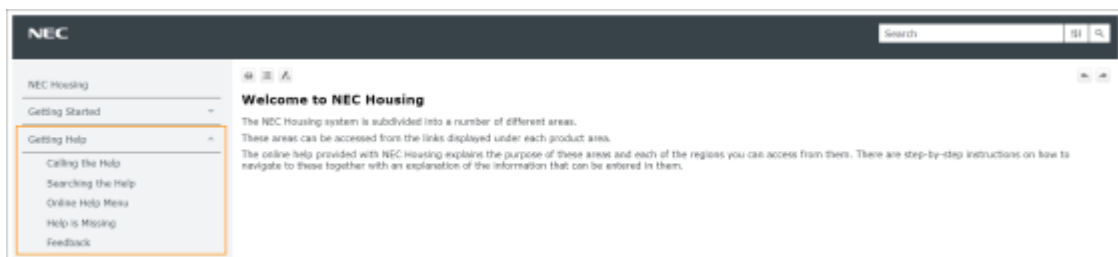 NEC
Search
NEC Housing
Getting Started
Getting Help
Calling the Help
Searching the Help
Online Help Menu
Help is Missing
Feedback
Welcome to NEC Housing
The NEC Housing system is subdivided into a number of different areas.
These areas can be accessed from the links displayed under each product area.
The online help provided with NEC Housing explains the purpose of these areas and each of the regions you can access from them. There are step-by-step instructions on how to
navigate to these together with an explanation of the information that can be entered in them.